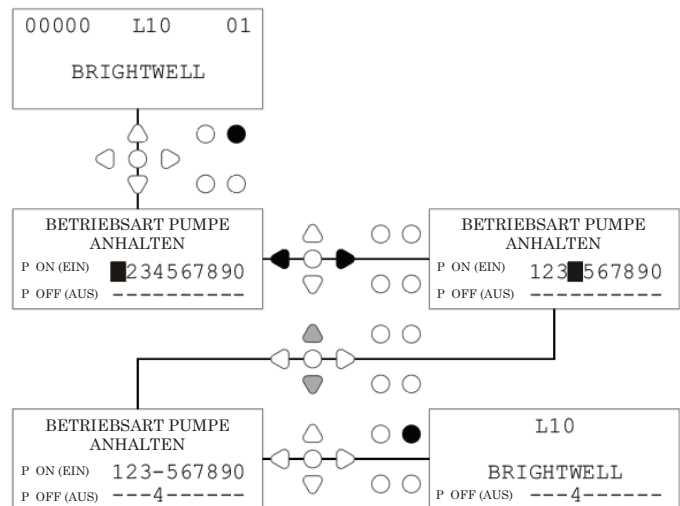 00000 L10 01
BRIGHTWELL
BETRIEBSART PUMPE
ANHALTEN
P ON (EIN) █234567890
P OFF (AUS) ----------
BETRIEBSART PUMPE
ANHALTEN
P ON (EIN) 123█567890
P OFF (AUS) ----------
BETRIEBSART PUMPE
ANHALTEN
P ON (EIN) 123-567890
P OFF (AUS) ---4------
L10
BRIGHTWELL
P OFF (AUS) ---4------